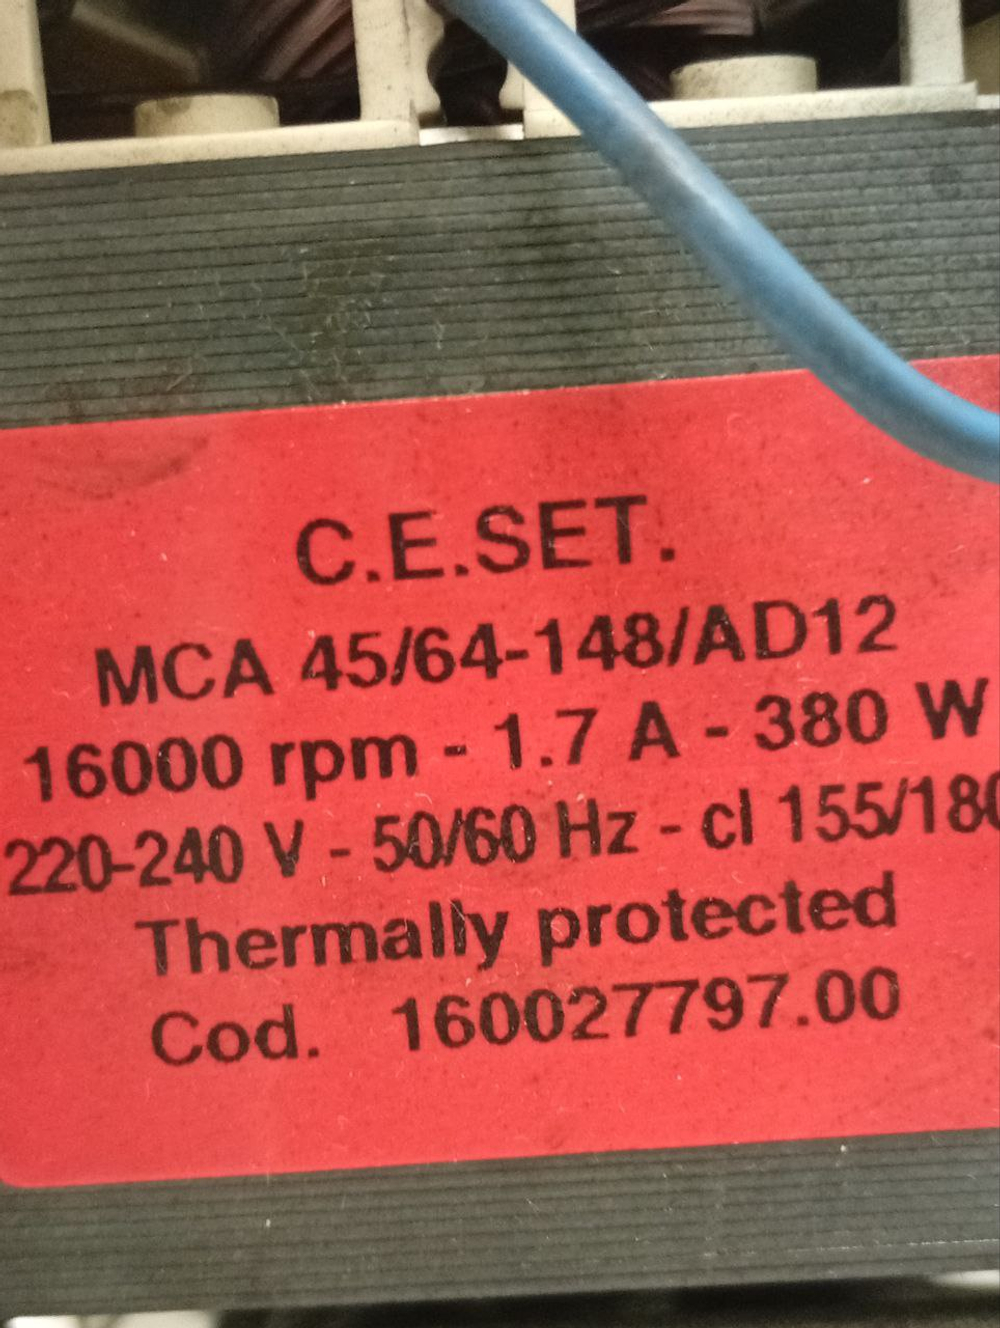 C.E.SET.
MCA 45/64-148/AD12
16000 rpm - 1.7 A - 380 W
220-240 V - 50/60 Hz - cl 155/180
Thermally protected
Cod. 160027797.00